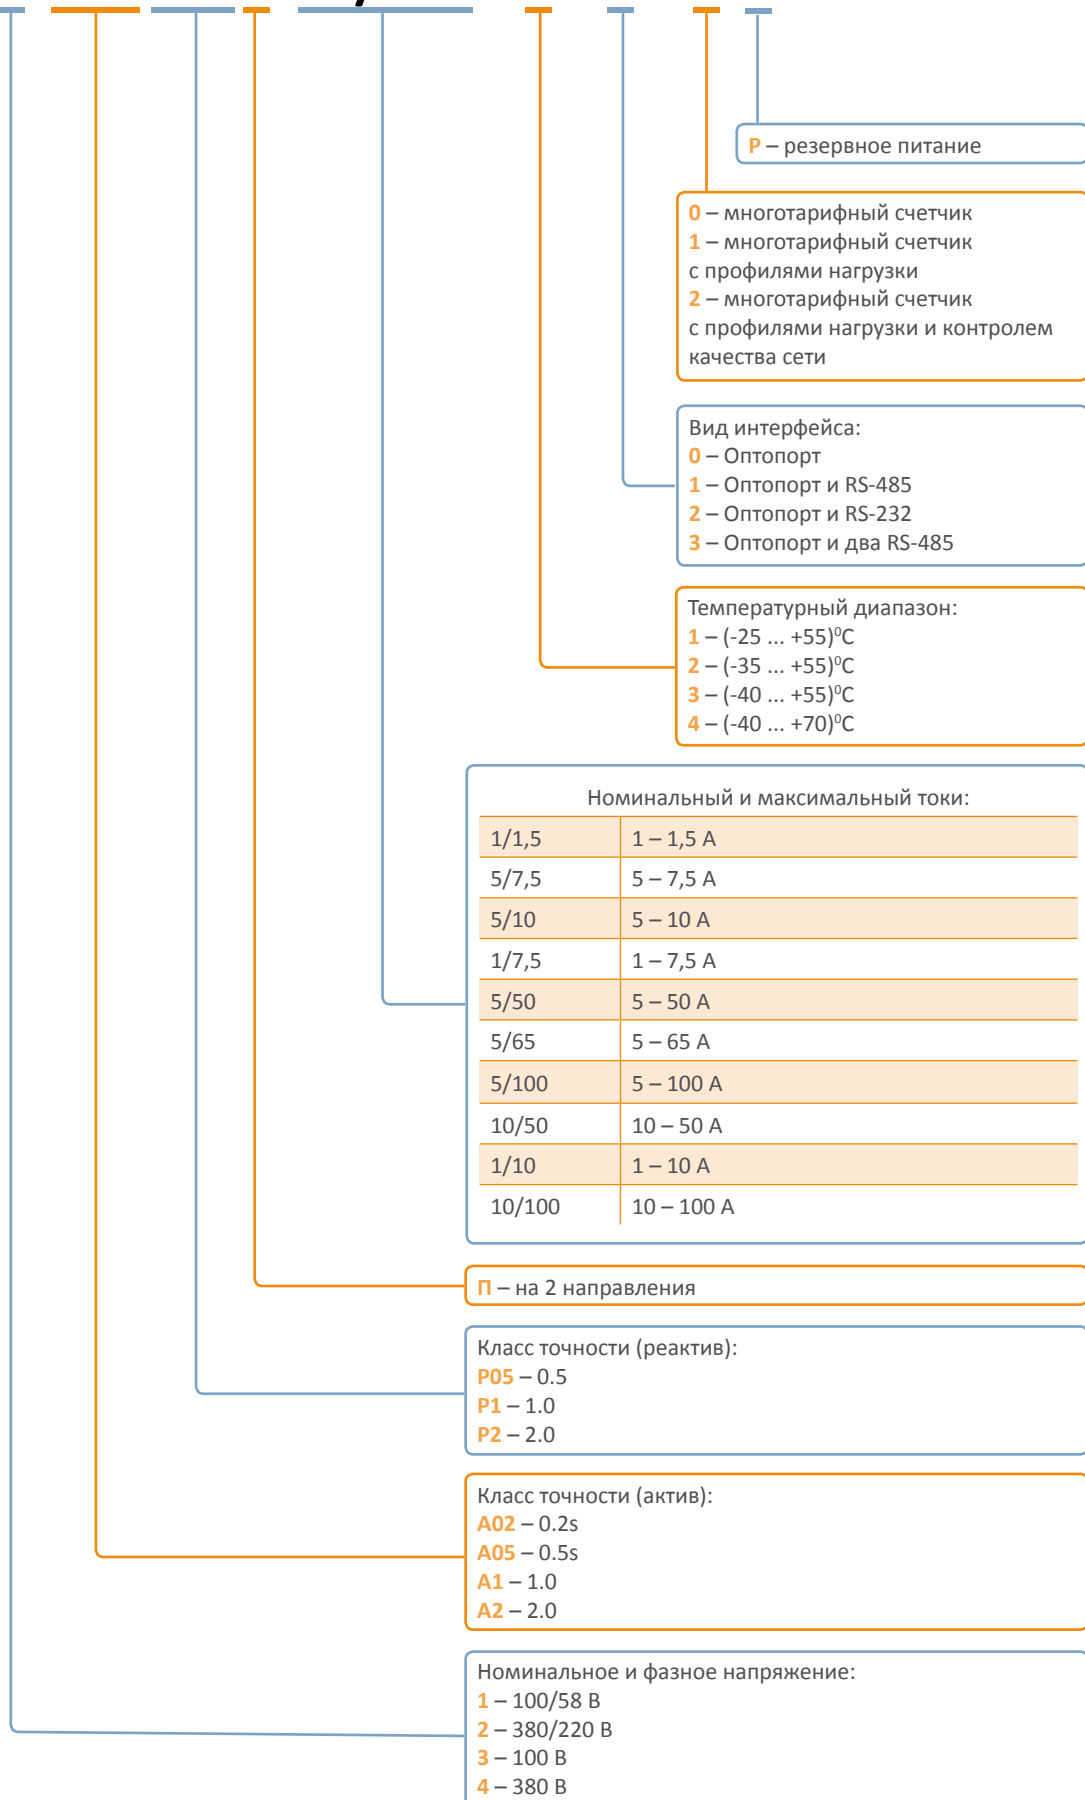 Р – резервное питание
0 – многотарифный счетчик
1 – многотарифный счетчик
с профилями нагрузки
2 – многотарифный счетчик
с профилями нагрузки и контролем
качества сети
Вид интерфейса:
0 – Оптопорт
1 – Оптопорт и RS-485
2 – Оптопорт и RS-232
3 – Оптопорт и два RS-485
Температурный диапазон:
1 – (-25 ... +55)⁰С
2 – (-35 ... +55)⁰С
3 – (-40 ... +55)⁰С
4 – (-40 ... +70)⁰С
Номинальный и максимальный токи:
1/1,5 1 – 1,5 А
5/7,5 5 – 7,5 А
5/10 5 – 10 А
1/7,5 1 – 7,5 А
5/50 5 – 50 А
5/65 5 – 65 А
5/100 5 – 100 А
10/50 10 – 50 А
1/10 1 – 10 А
10/100 10 – 100 А
П – на 2 направления
Класс точности (реактив):
Р05 – 0.5
Р1 – 1.0
Р2 – 2.0
Класс точности (актив):
А02 – 0.2s
А05 – 0.5s
А1 – 1.0
А2 – 2.0
Номинальное и фазное напряжение:
1 – 100/58 В
2 – 380/220 В
3 – 100 В
4 – 380 В